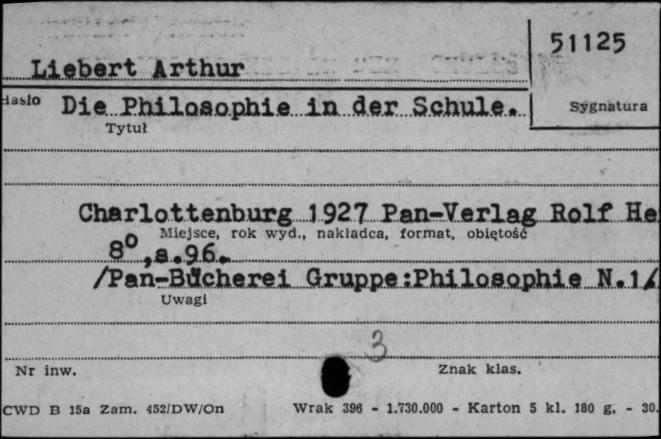 51125
Liebert Arthur
Hasło Die Philosophie in der Schule. Sygnatura
Tytuł
Charlottenburg 1927 Pan-Verlag Rolf He
Miejsce, rok wyd., nakładca, format, objętość
8°,s.96.
/Pan-Bücherei Gruppe:Philosophie N.1/
Uwagi
3
Nr inw. Znak klas.
CWD B 15a Zam. 452/DW/On Wrak 396 - 1.730.000 - Karton 5 kl. 180 g. - 30.